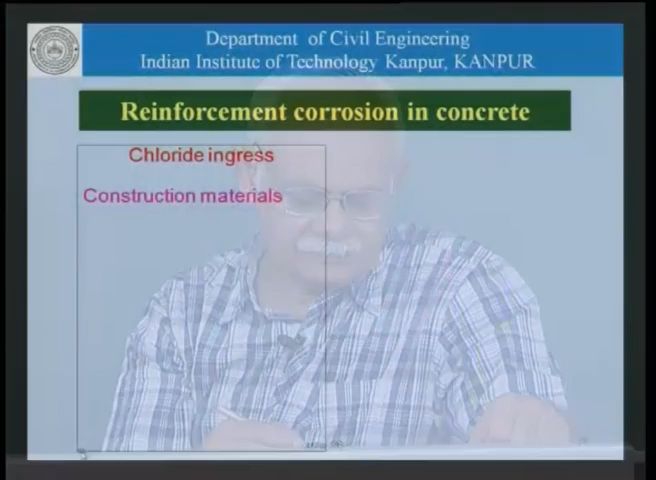 Department of Civil Engineering
Indian Institute of Technology Kanpur, KANPUR
Reinforcement corrosion in concrete
Chloride ingress
Construction materials